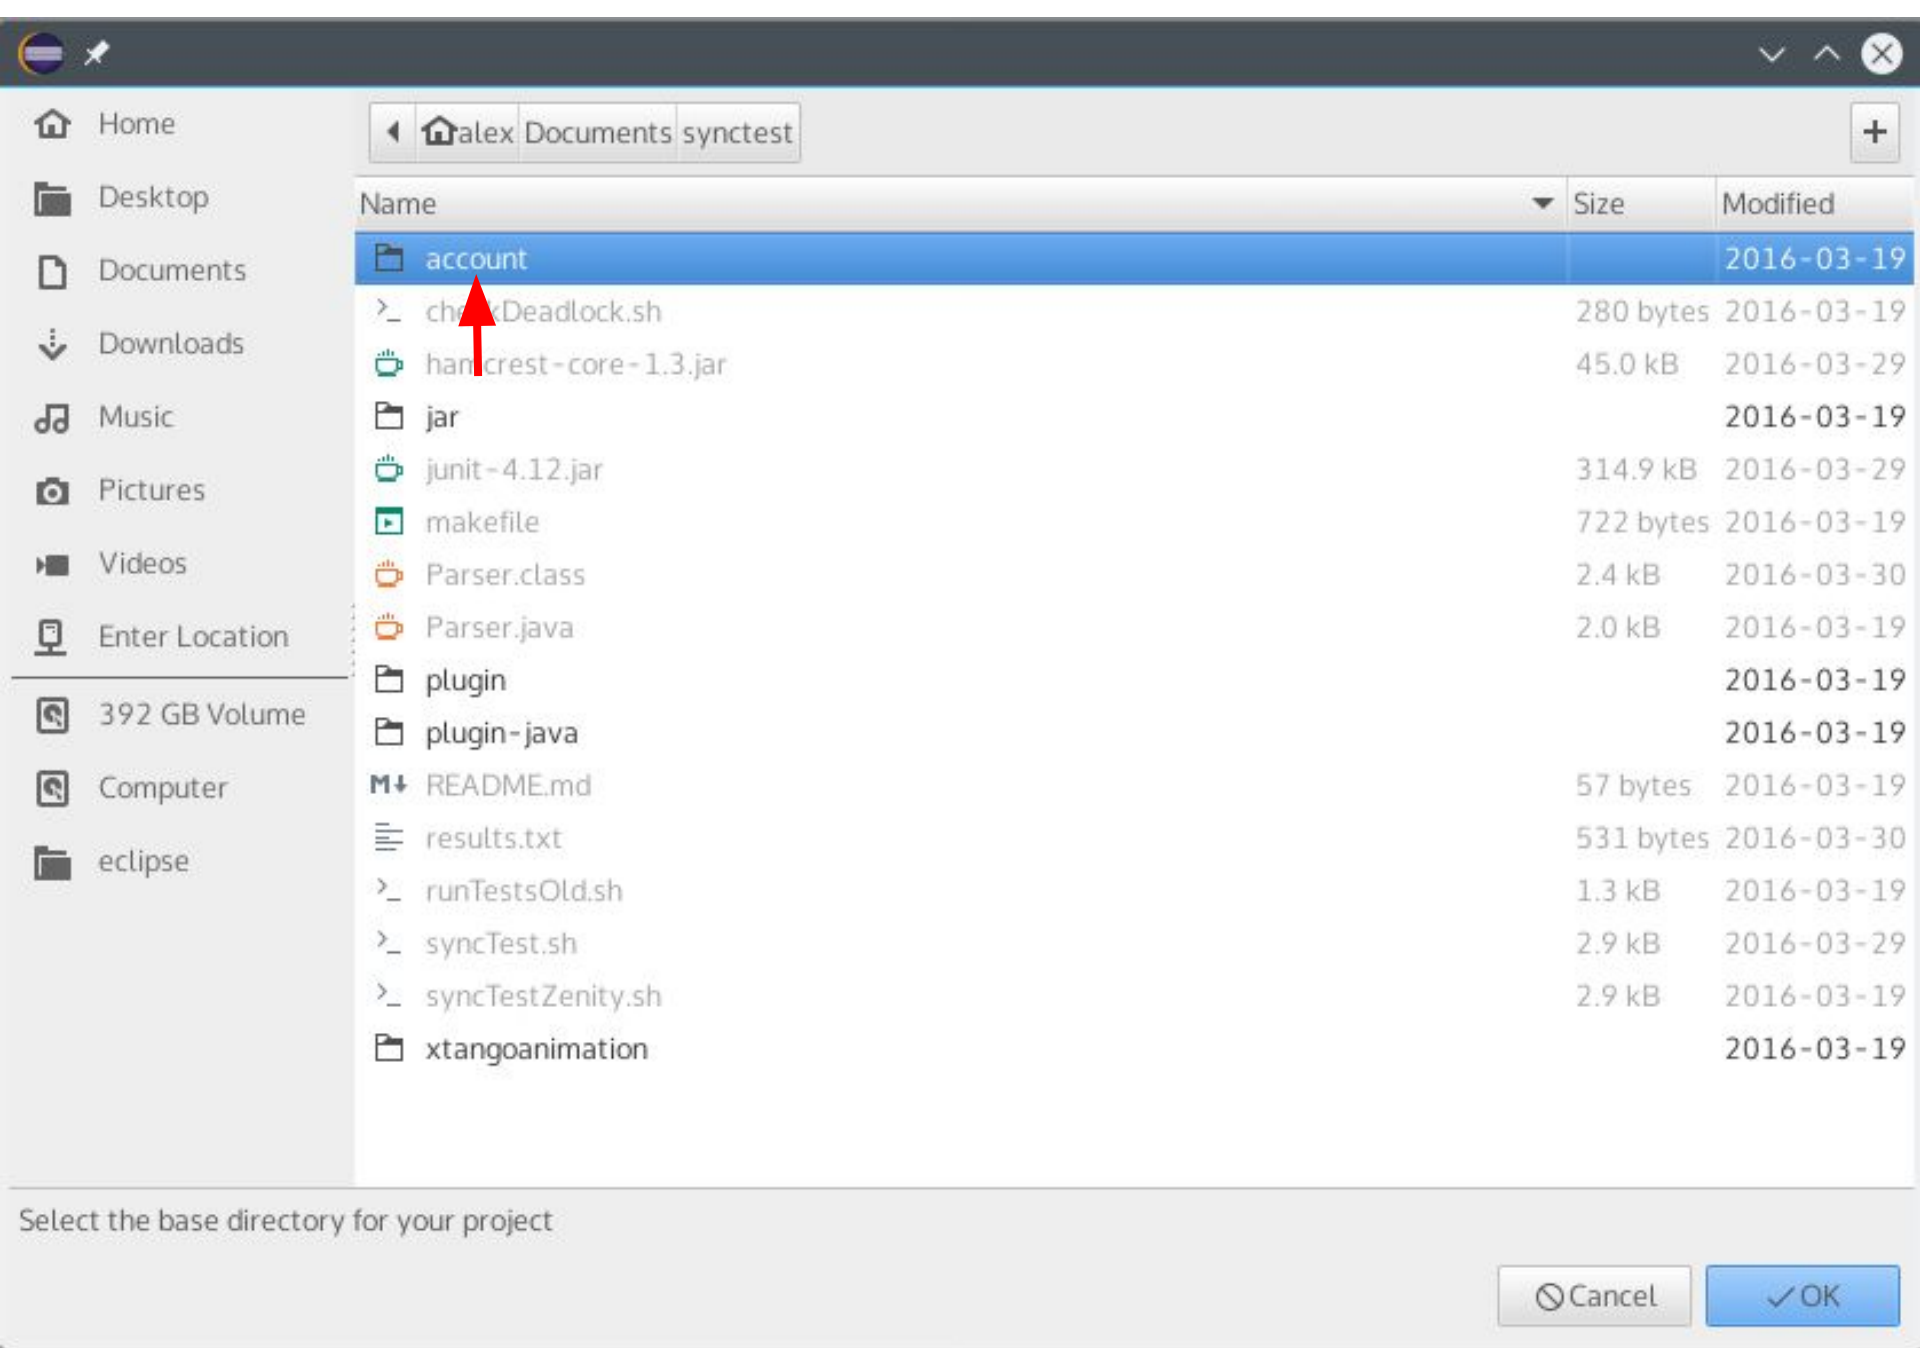 Home
Desktop
Documents
Downloads
Music
Pictures
Videos
Enter Location
392 GB Volume
Computer
eclipse
alex Documents synctest
Name Size Modified
account 2016-03-19
checkDeadlock.sh 280 bytes 2016-03-19
hamcrest-core-1.3.jar 45.0 kB 2016-03-29
jar 2016-03-19
junit-4.12.jar 314.9 kB 2016-03-29
makefile 722 bytes 2016-03-19
Parser.class 2.4 kB 2016-03-30
Parser.java 2.0 kB 2016-03-19
plugin 2016-03-19
plugin-java 2016-03-19
M README.md 57 bytes 2016-03-19
results.txt 531 bytes 2016-03-30
runTestsOld.sh 1.3 kB 2016-03-19
syncTest.sh 2.9 kB 2016-03-29
syncTestZenity.sh 2.9 kB 2016-03-19
xtangoanimation 2016-03-19
Select the base directory for your project
Cancel OK